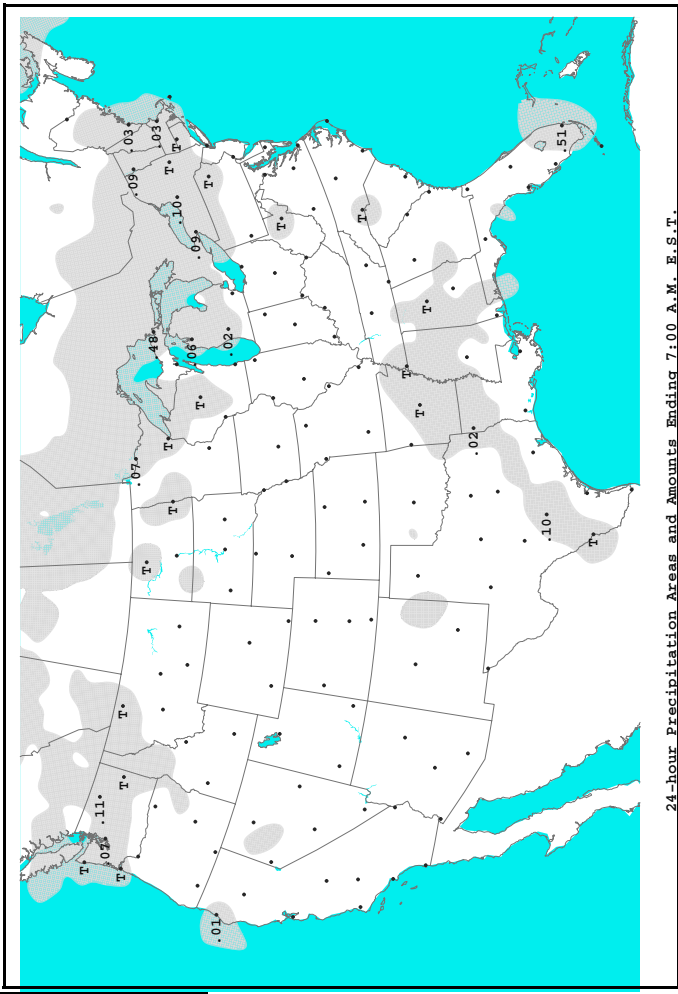 T
.11
.07
T
T
T
.03
.09
.07
T
.48
.03
T
T
T
T
.10
.06
.09
T
T
.01
.02
T
T
T
T
T
.02
.10
.51
T
24-hour Precipitation Areas and Amounts Ending 7:00 A.M. E.S.T.